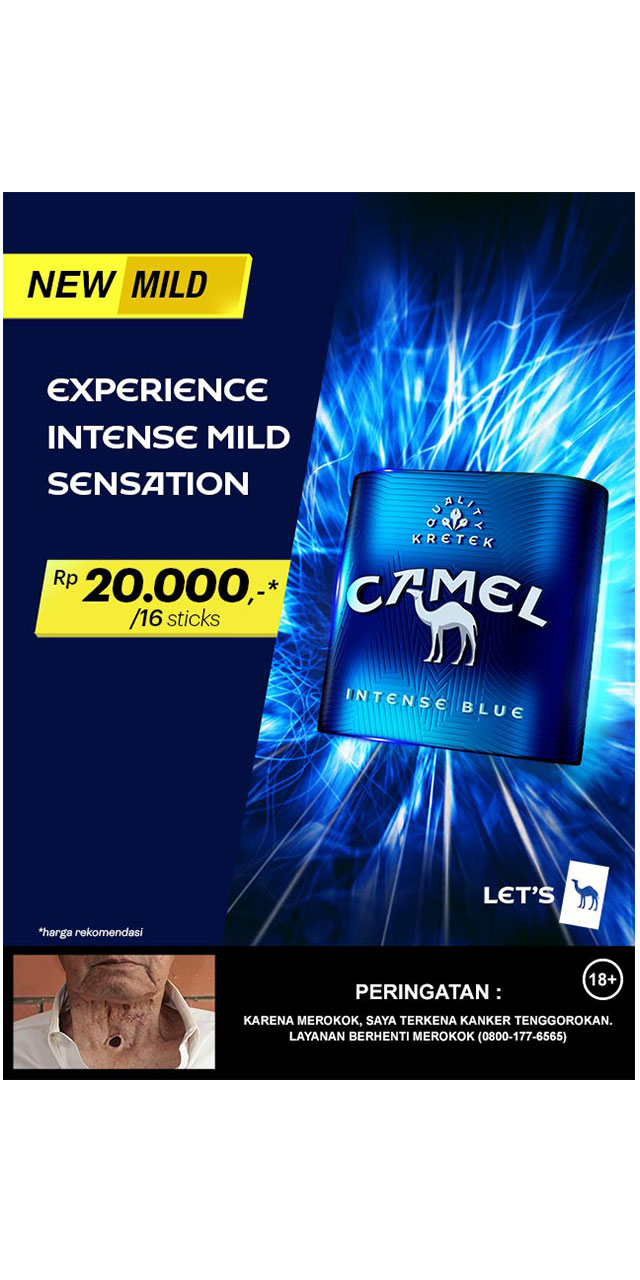 NEW MILD
EXPERIENCE
INTENSE MILD
SENSATION
Rp 20.000,-*
/16 sticks
QUALITY
KRETEK
CAMEL
INTENSE BLUE
LET'S
*harga rekomendasi
18+
PERINGATAN :
KARENA MEROKOK, SAYA TERKENA KANKER TENGGOROKAN.
LAYANAN BERHENTI MEROKOK (0800-177-6565)